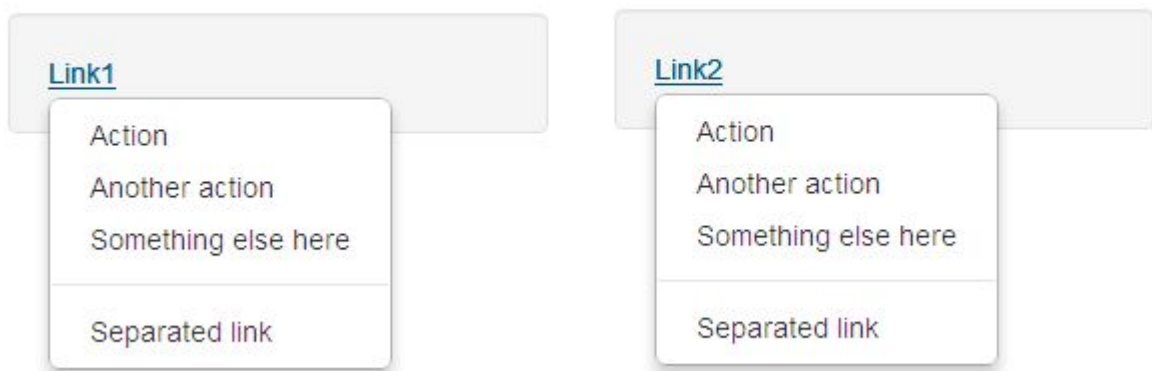 Link1
Action
Another action
Something else here
Separated link
Link2
Action
Another action
Something else here
Separated link